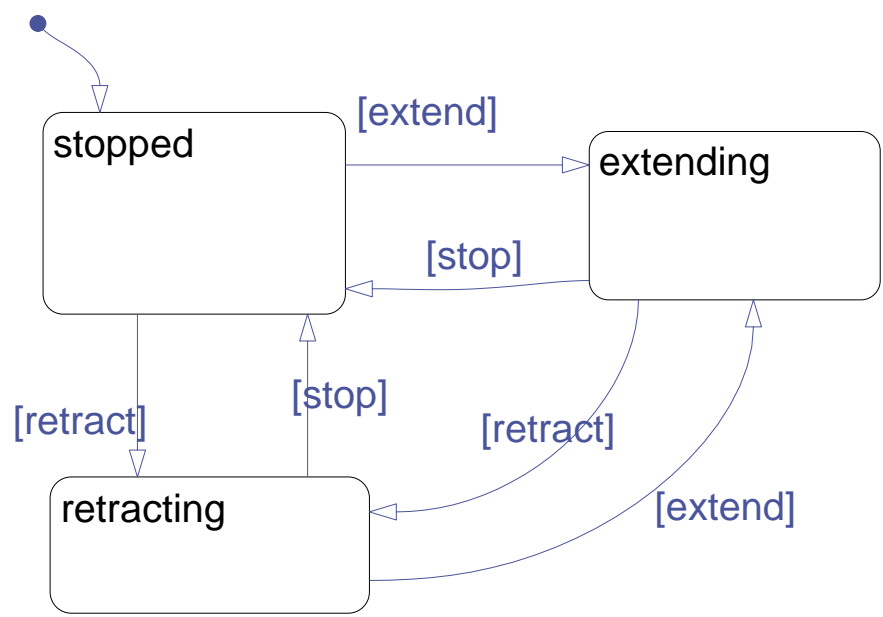 [extend]
stopped
extending
[stop]
[stop]
[retract]
[retract]
retracting
[extend]